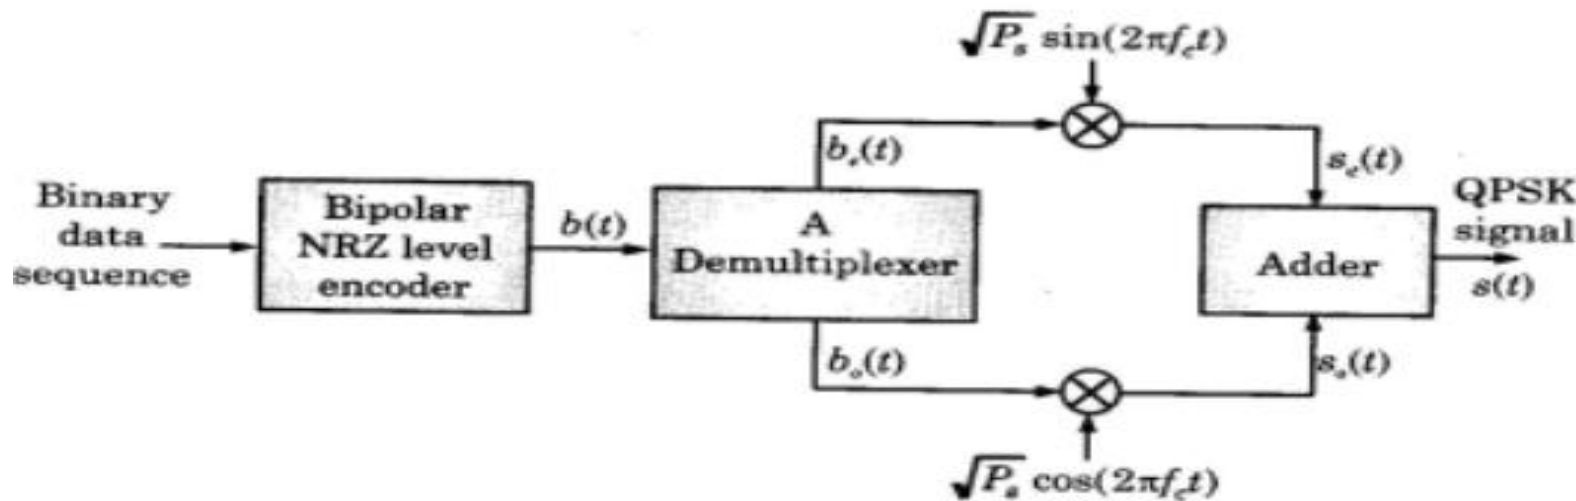 √P_s sin(2πf_c t)
b_e(t)
s_e(t)
Binary
data
sequence
Bipolar
NRZ level
encoder
b(t)
A
Demultiplexer
Adder
QPSK
signal
s(t)
b_o(t)
s_o(t)
√P_s cos(2πf_c t)